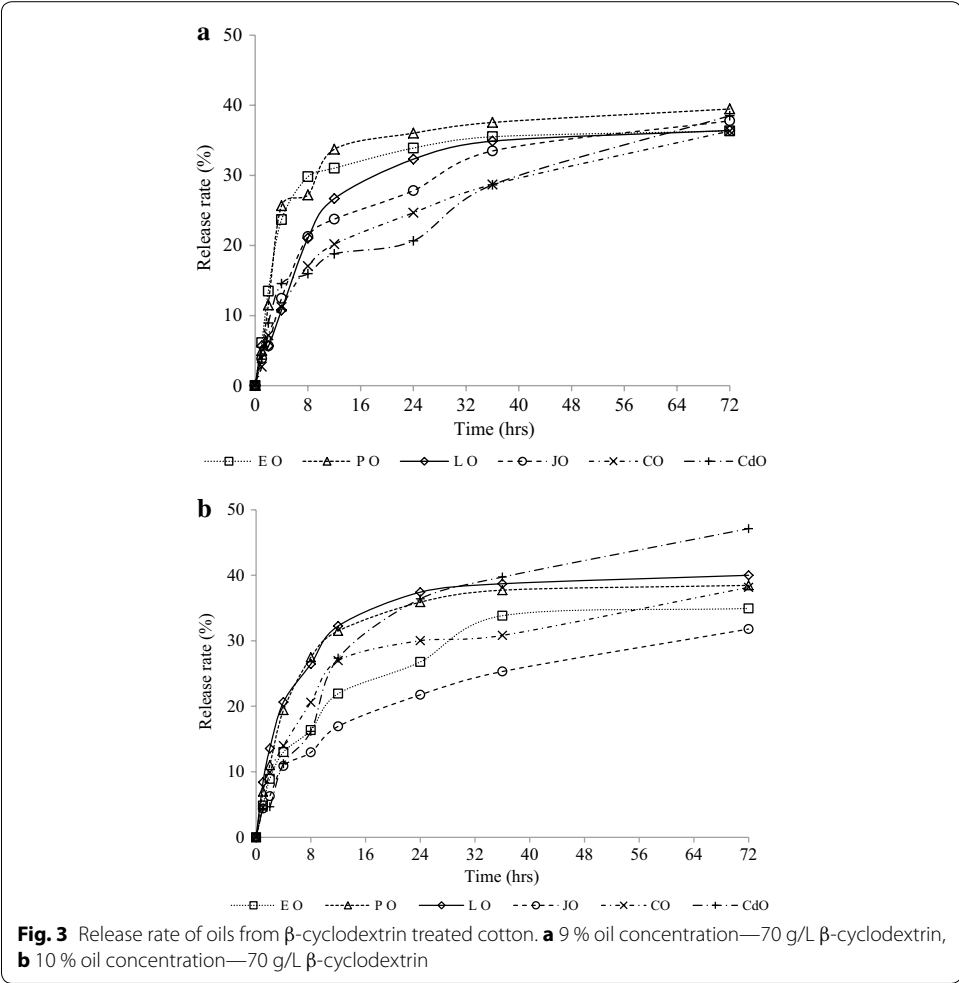 a
50
40
30
20
10
0
Release rate (%)
0 8 16 24 32 40 48 56 64 72
Time (hrs)
E O P O L O JO CO CdO
b
50
40
30
20
10
0
Release rate (%)
0 8 16 24 32 40 48 56 64 72
Time (hrs)
E O P O L O JO CO CdO
Fig. 3 Release rate of oils from β-cyclodextrin treated cotton. a 9 % oil concentration—70 g/L β-cyclodextrin,
b 10 % oil concentration—70 g/L β-cyclodextrin